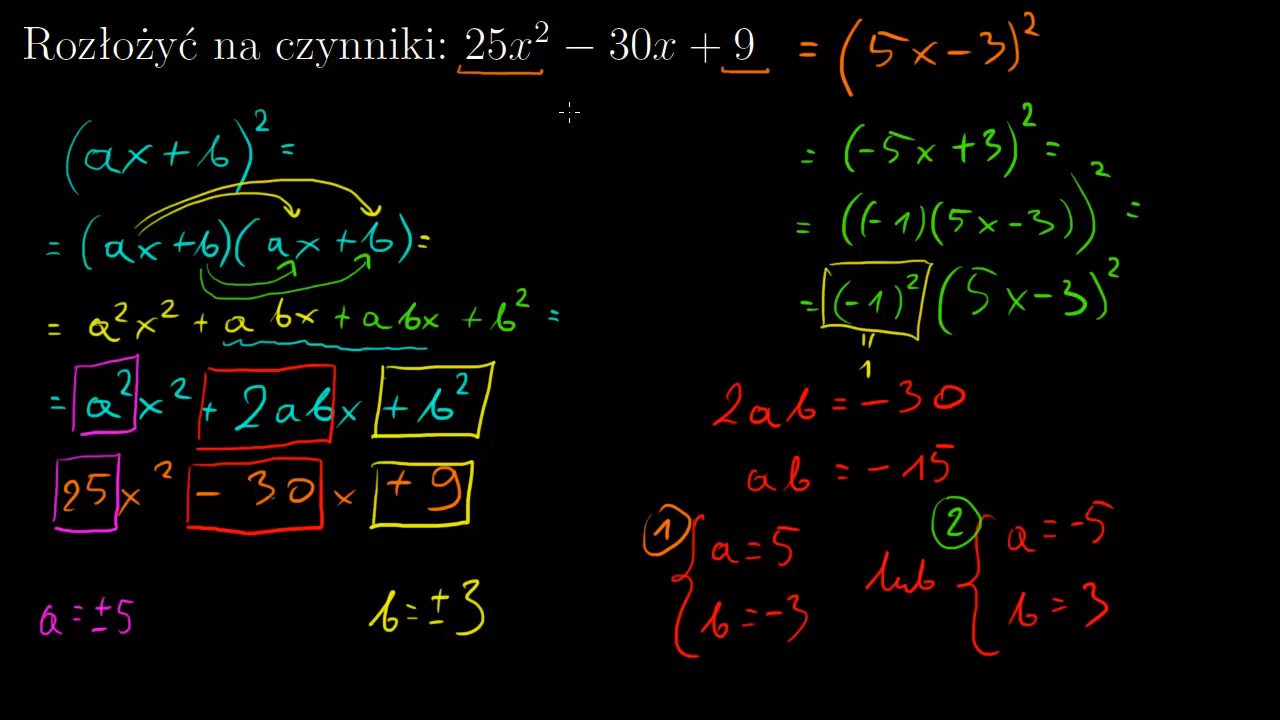 Rozłożyć na czynniki: 25x² − 30x + 9 = (5x−3)²
(ax+b)² =
= (ax+b)(ax+b) =
= a²x² + abx + abx + b² =
= a²x² + 2abx + b²
25x² − 30x + 9
a = ±5
b = ±3
= (−5x+3)² =
= ((−1)(5x−3))² =
= (−1)² (5x−3)²
=
1
2ab = −30
ab = −15
1 a = 5
b = −3
lub
2 a = −5
b = 3